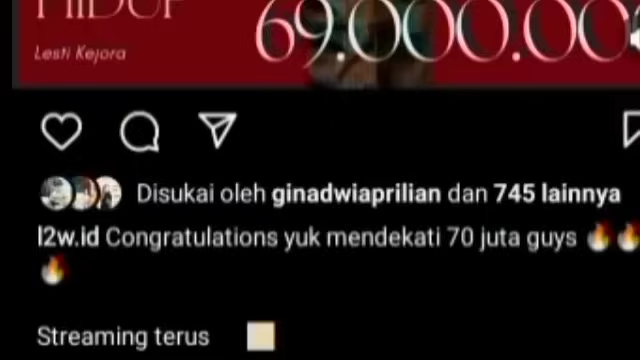 HIDUP
69.000.00
Lesti Kejora
Disukai oleh ginadwiaprilian dan 745 lainnya
l2w.id Congratulations yuk mendekati 70 juta guys 🔥🔥
🔥
Streaming terus